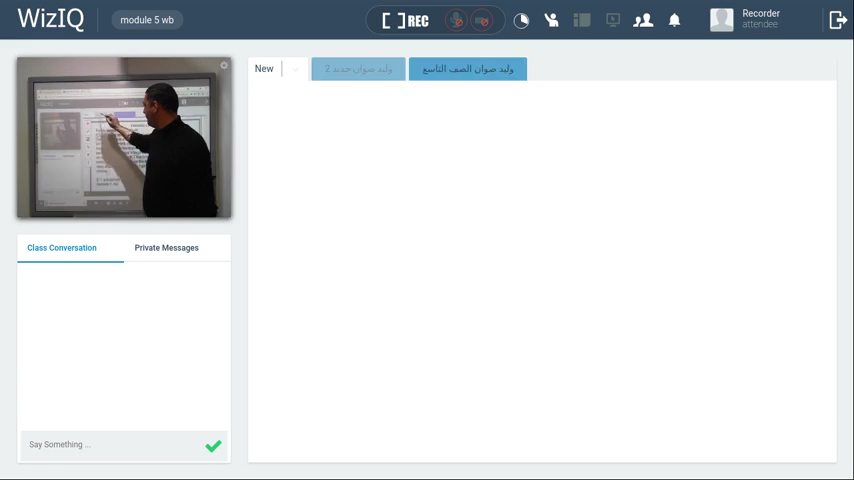 WizIQ
module 5 wb
REC
Recorder
attendee
New
وليد صوان جديد 2
وليد صوان الصف التاسع
Class Conversation
Private Messages
Say Something ...